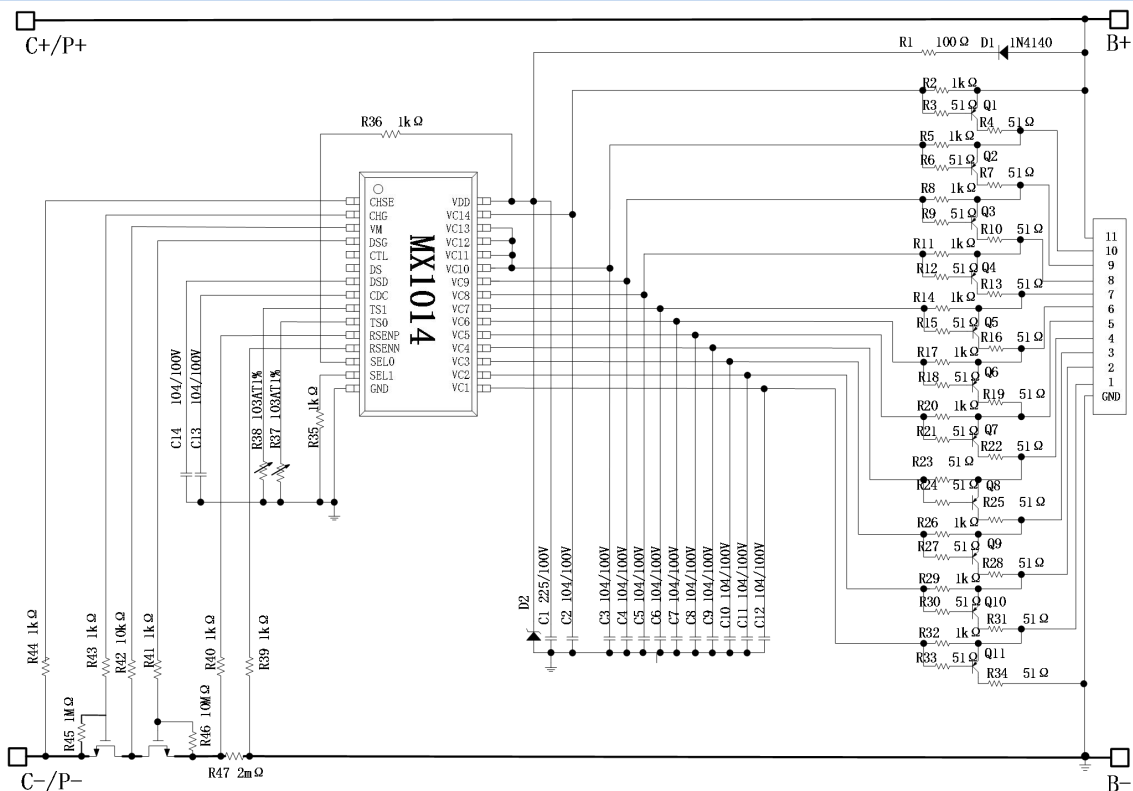 C+/P+
B+
R1 100Ω D1 1N4140
R2 1kΩ
R3 51Ω Q1
R4 51Ω
R5 1kΩ
R6 51Ω Q2
R7 51Ω
R8 1kΩ
R9 51Ω Q3
R10 51Ω
R11 1kΩ
R12 51Ω Q4
R13 51Ω
R14 1kΩ
R15 51Ω Q5
R16 51Ω
R17 1kΩ
R18 51Ω Q6
R19 51Ω
R20 1kΩ
R21 51Ω Q7
R22 51Ω
R23 51Ω
R24 51Ω Q8
R25 51Ω
R26 1kΩ
R27 51Ω Q9
R28 51Ω
R29 1kΩ
R30 51Ω Q10
R31 51Ω
R32 1kΩ
R33 51Ω Q11
R34 51Ω
11
10
9
8
7
6
5
4
3
2
1
GND
R36 1kΩ
MX1014
CHSE
CHG
VM
DSG
CTL
DS
DSD
CDC
TS1
TS0
RSENP
RSENN
SEL0
SEL1
GND
VDD
VC14
VC13
VC12
VC11
VC10
VC9
VC8
VC7
VC6
VC5
VC4
VC3
VC2
VC1
C14 104/100V
C13 104/100V
R38 103AT1%
R37 103AT1%
R35 1kΩ
D2
C1 225/100V
C2 104/100V
C3 104/100V
C4 104/100V
C5 104/100V
C6 104/100V
C7 104/100V
C8 104/100V
C9 104/100V
C10 104/100V
C11 104/100V
C12 104/100V
R44 1kΩ
R43 1kΩ
R42 10kΩ
R41 1kΩ
R40 1kΩ
R39 1kΩ
R45 1MΩ
R46 10MΩ
R47 2mΩ
C-/P-
B-